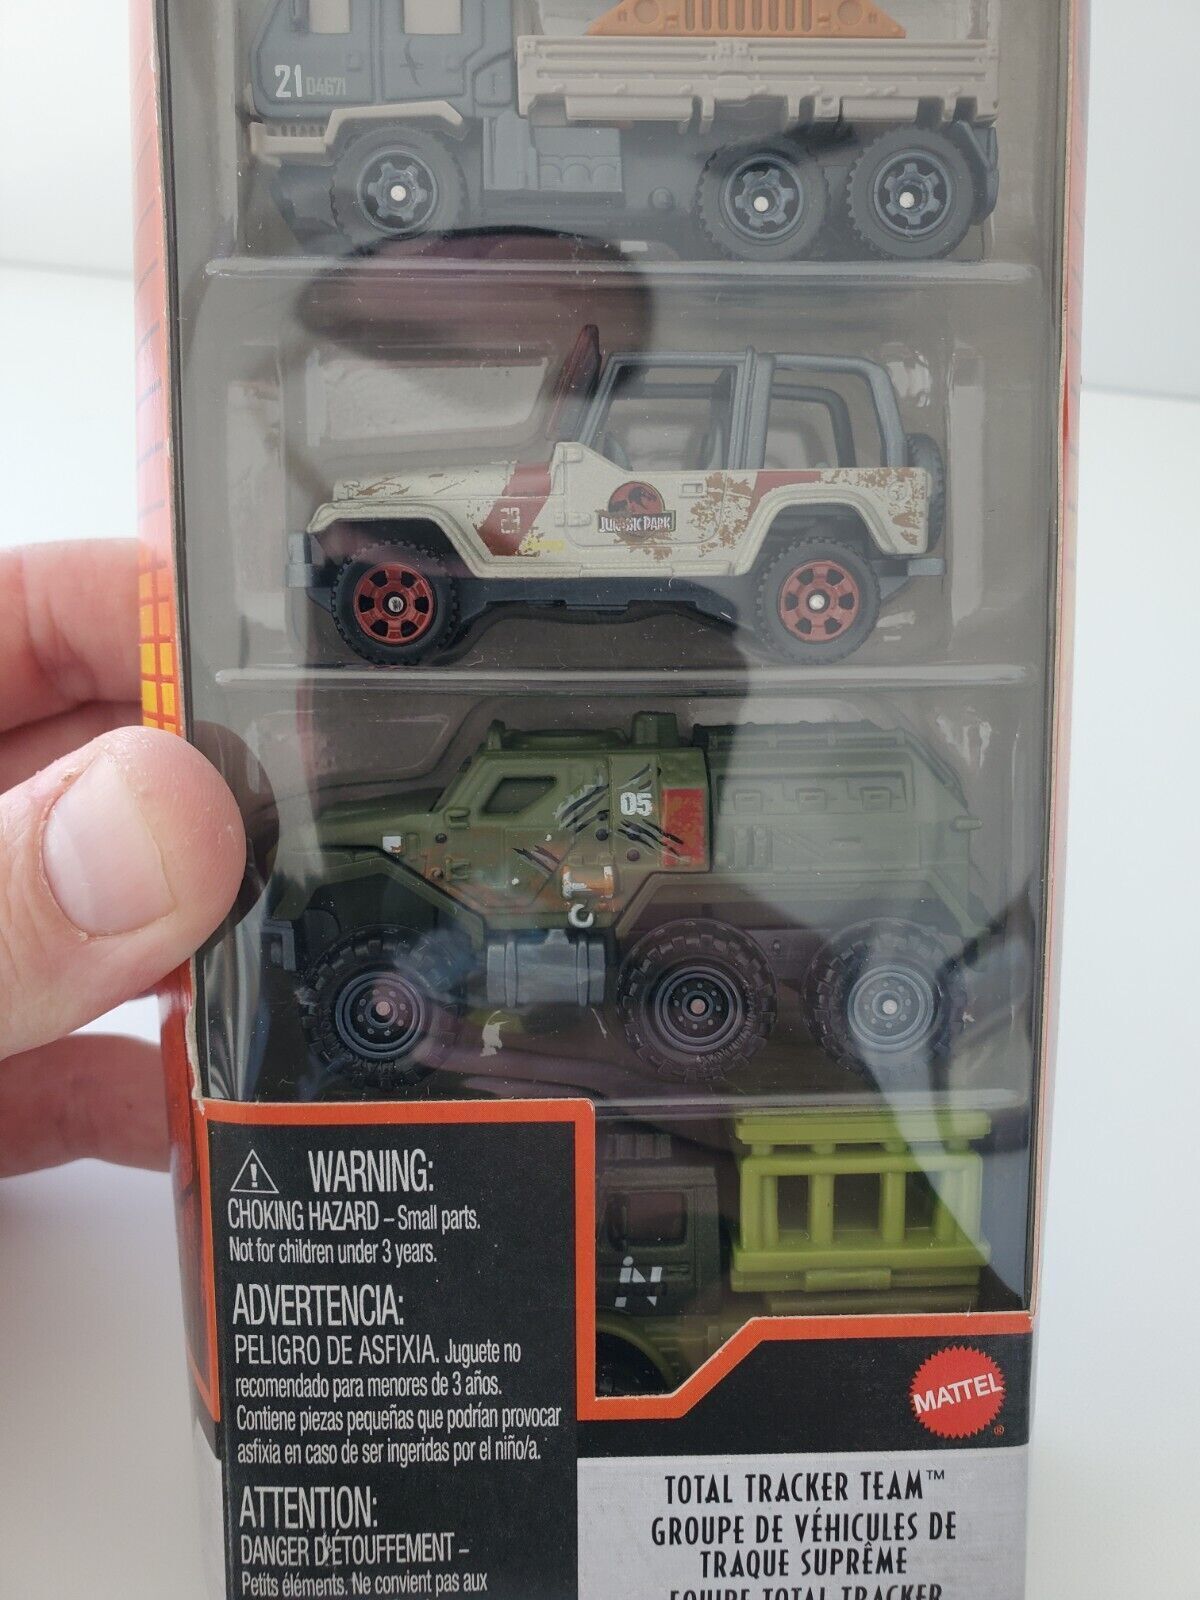 21 04671
23
JURASSIC PARK
05
WARNING:
CHOKING HAZARD – Small parts.
Not for children under 3 years.
ADVERTENCIA:
PELIGRO DE ASFIXIA. Juguete no
recomendado para menores de 3 años.
Contiene piezas pequeñas que podrían provocar
asfixia en caso de ser ingeridas por el niño/a.
ATTENTION:
DANGER D'ÉTOUFFEMENT –
Petits éléments. Ne convient pas aux
MATTEL®
TOTAL TRACKER TEAM™
GROUPE DE VÉHICULES DE
TRAQUE SUPRÊME
EQUIPE TOTAL TRACKER